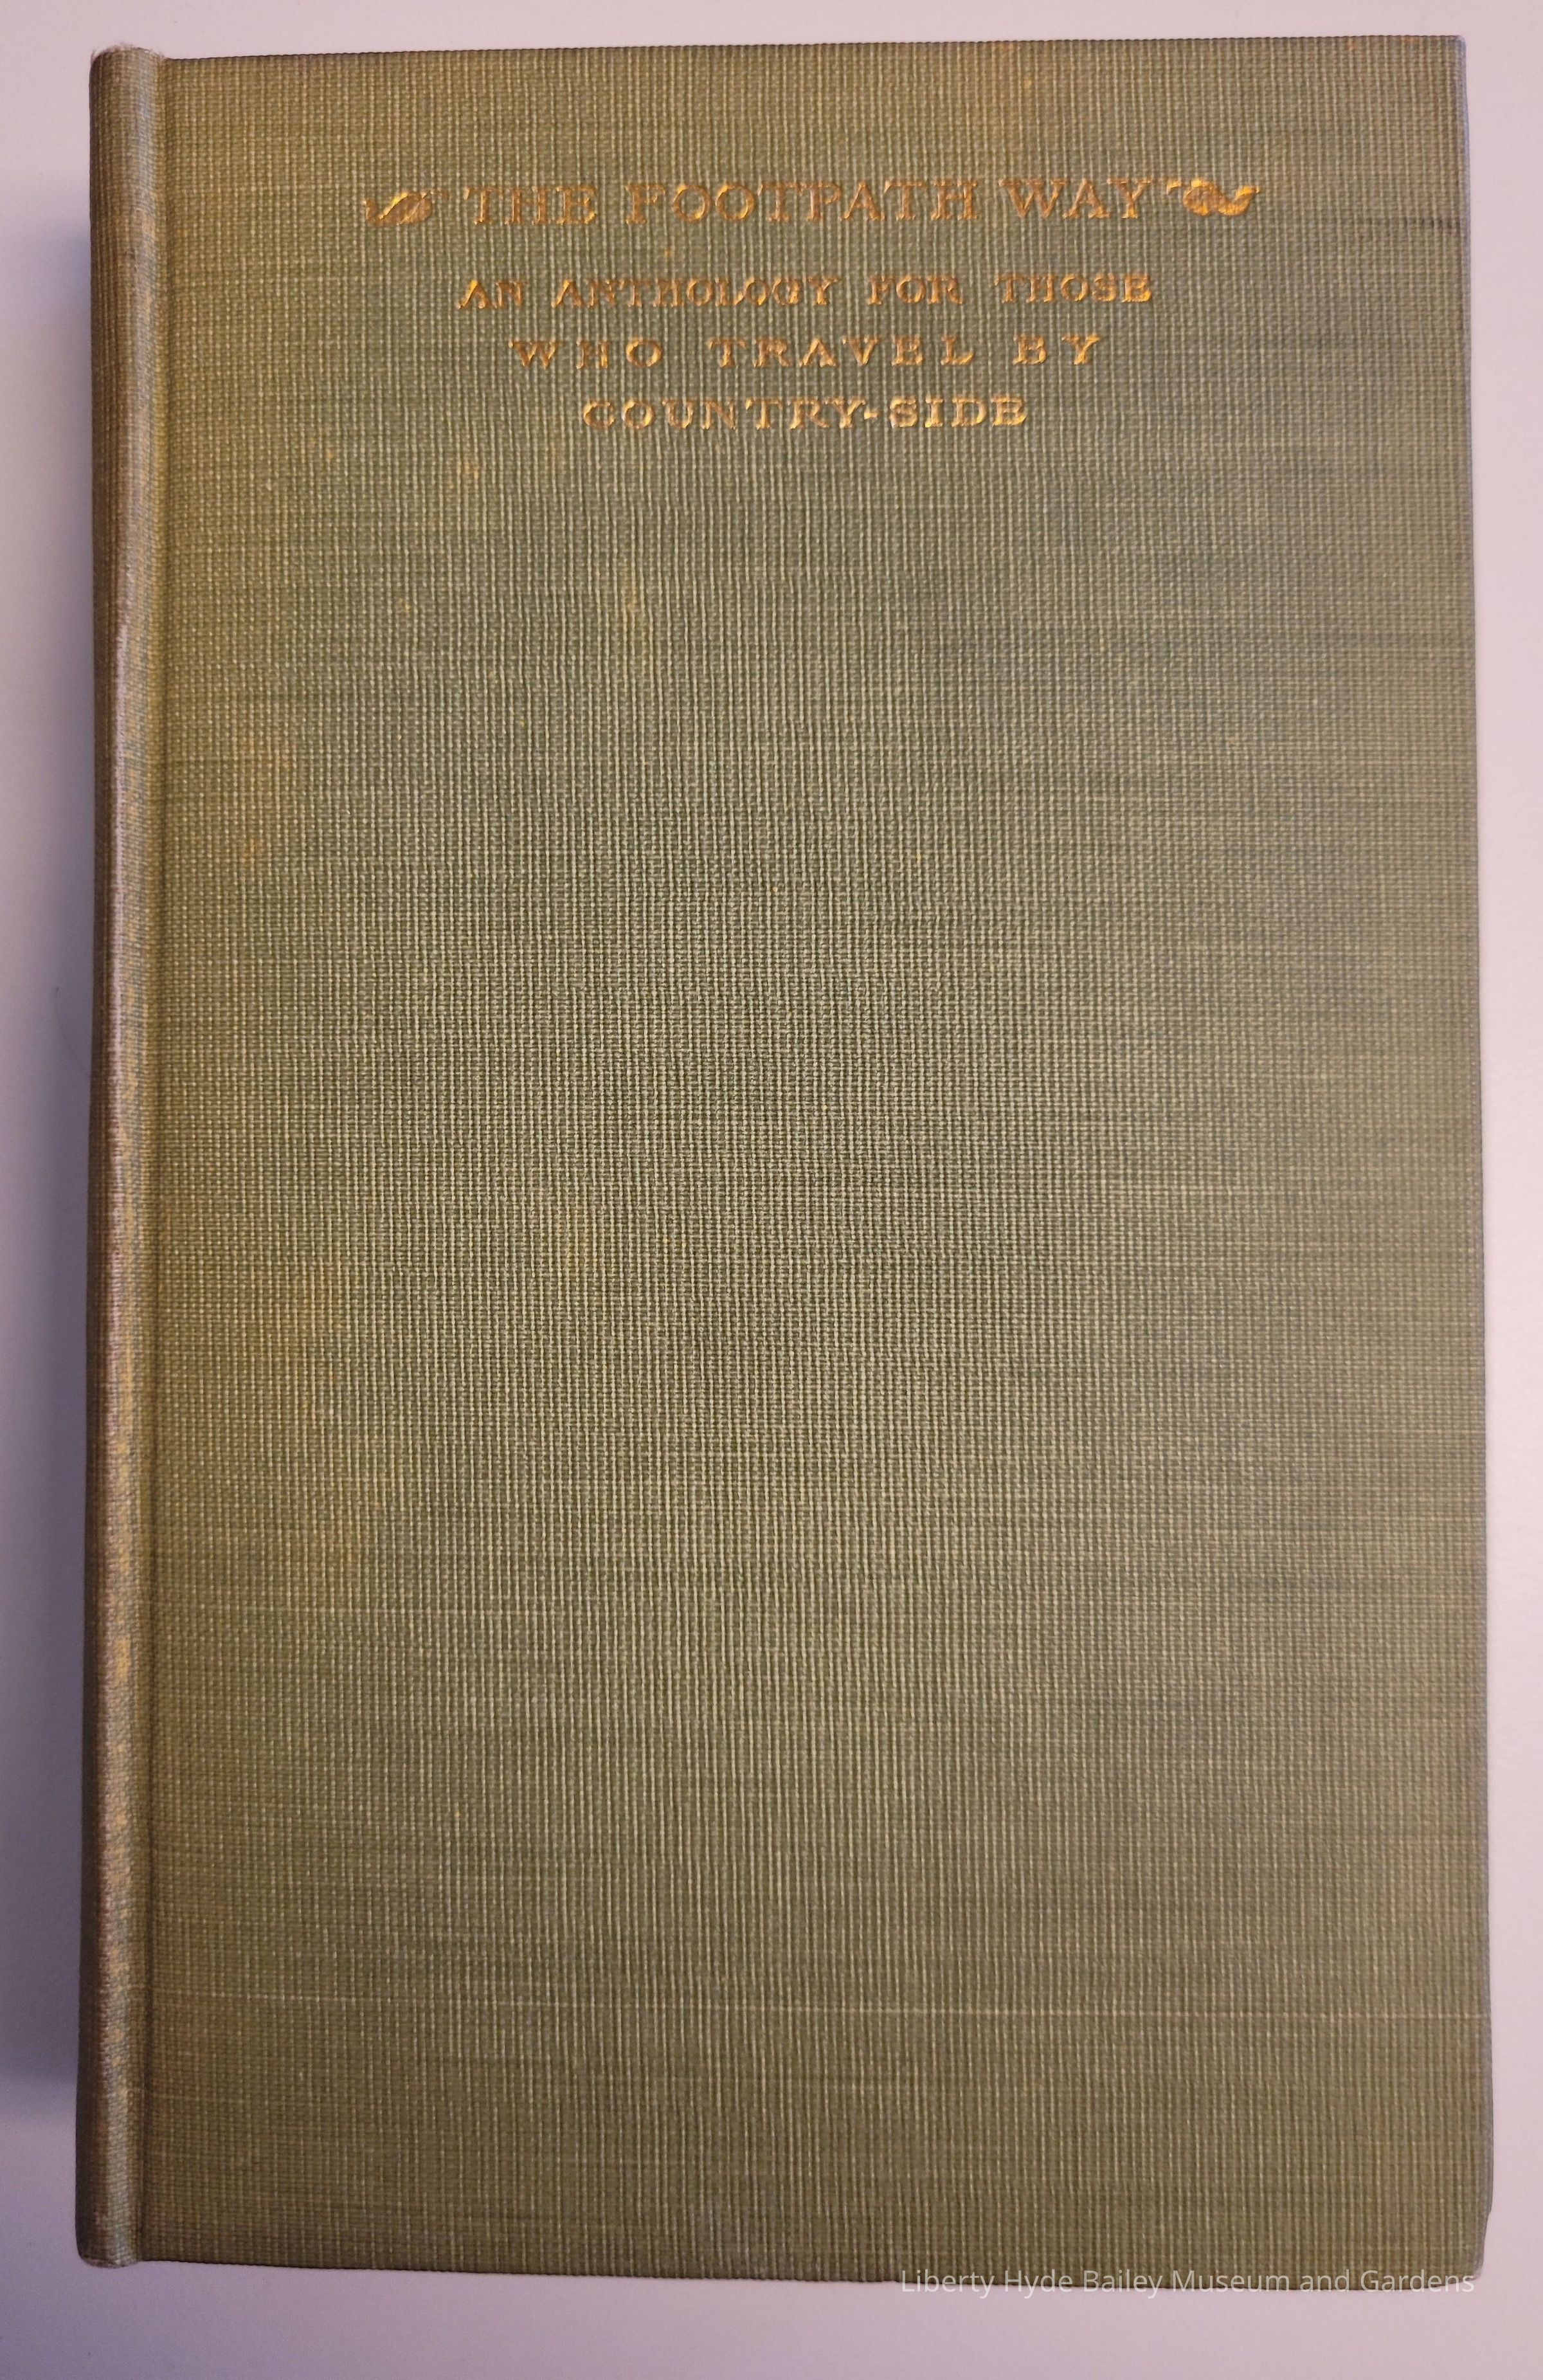 THE FOOTPATH WAY
AN ANTHOLOGY FOR THOSE
WHO TRAVEL BY
COUNTRY-SIDE
Liberty Hyde Bailey Museum and Gardens